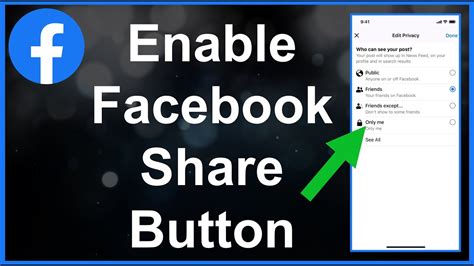 Enable
Facebook
Share
Button
9:41
Edit Privacy
Done
Who can see your post?
Your post will show up in News Feed, on your profile and in search results
Public
Anyone on or off Facebook
Friends
Your friends on Facebook
Friends except...
Don't show to some friends
Only me
Only me
See All